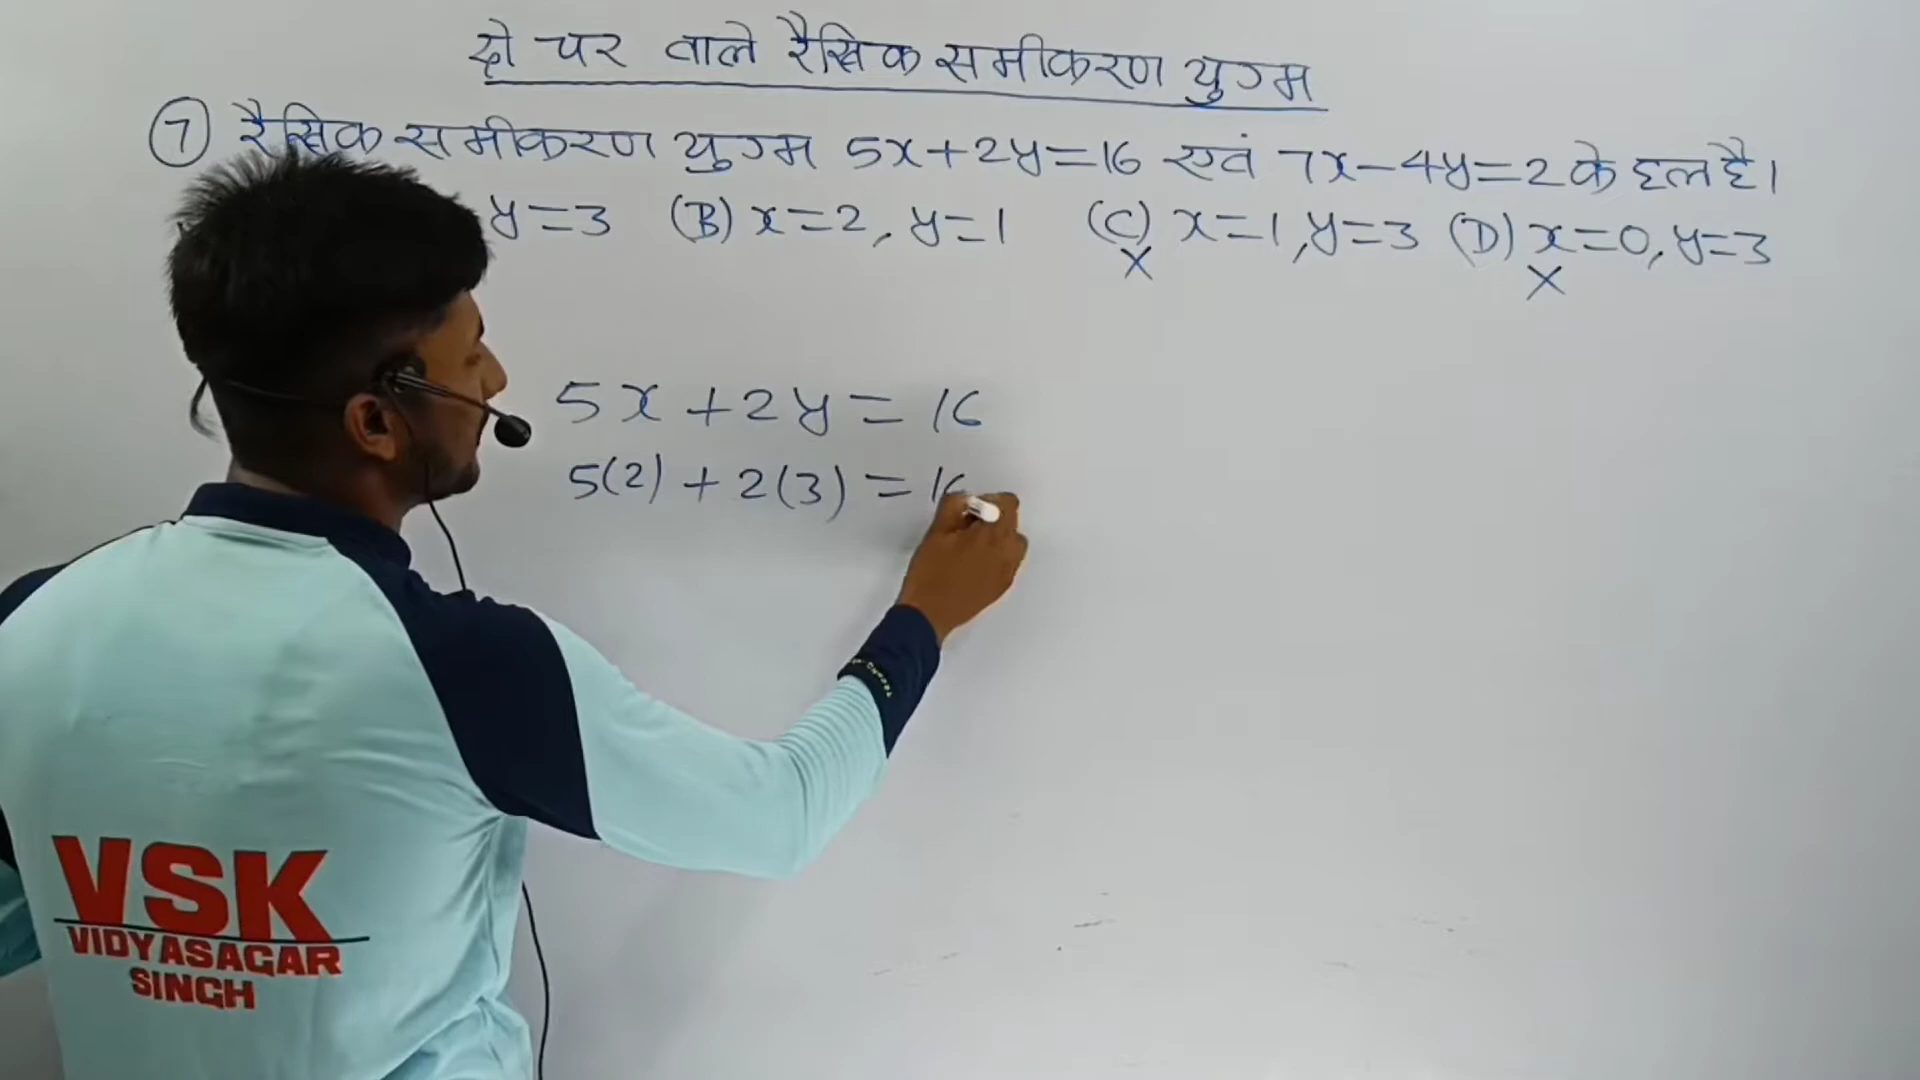 दो चर वाले रैखिक समीकरण युग्म
7 रैखिक समीकरण युग्म 5x+2y=16 एवं 7x-4y=2 के हल है।
y=3 (B) x=2, y=1 (C) x=1, y=3 (D) x=0, y=3
X X
5x+2y=16
5(2)+2(3)=16
VSK
VIDYASAGAR
SINGH